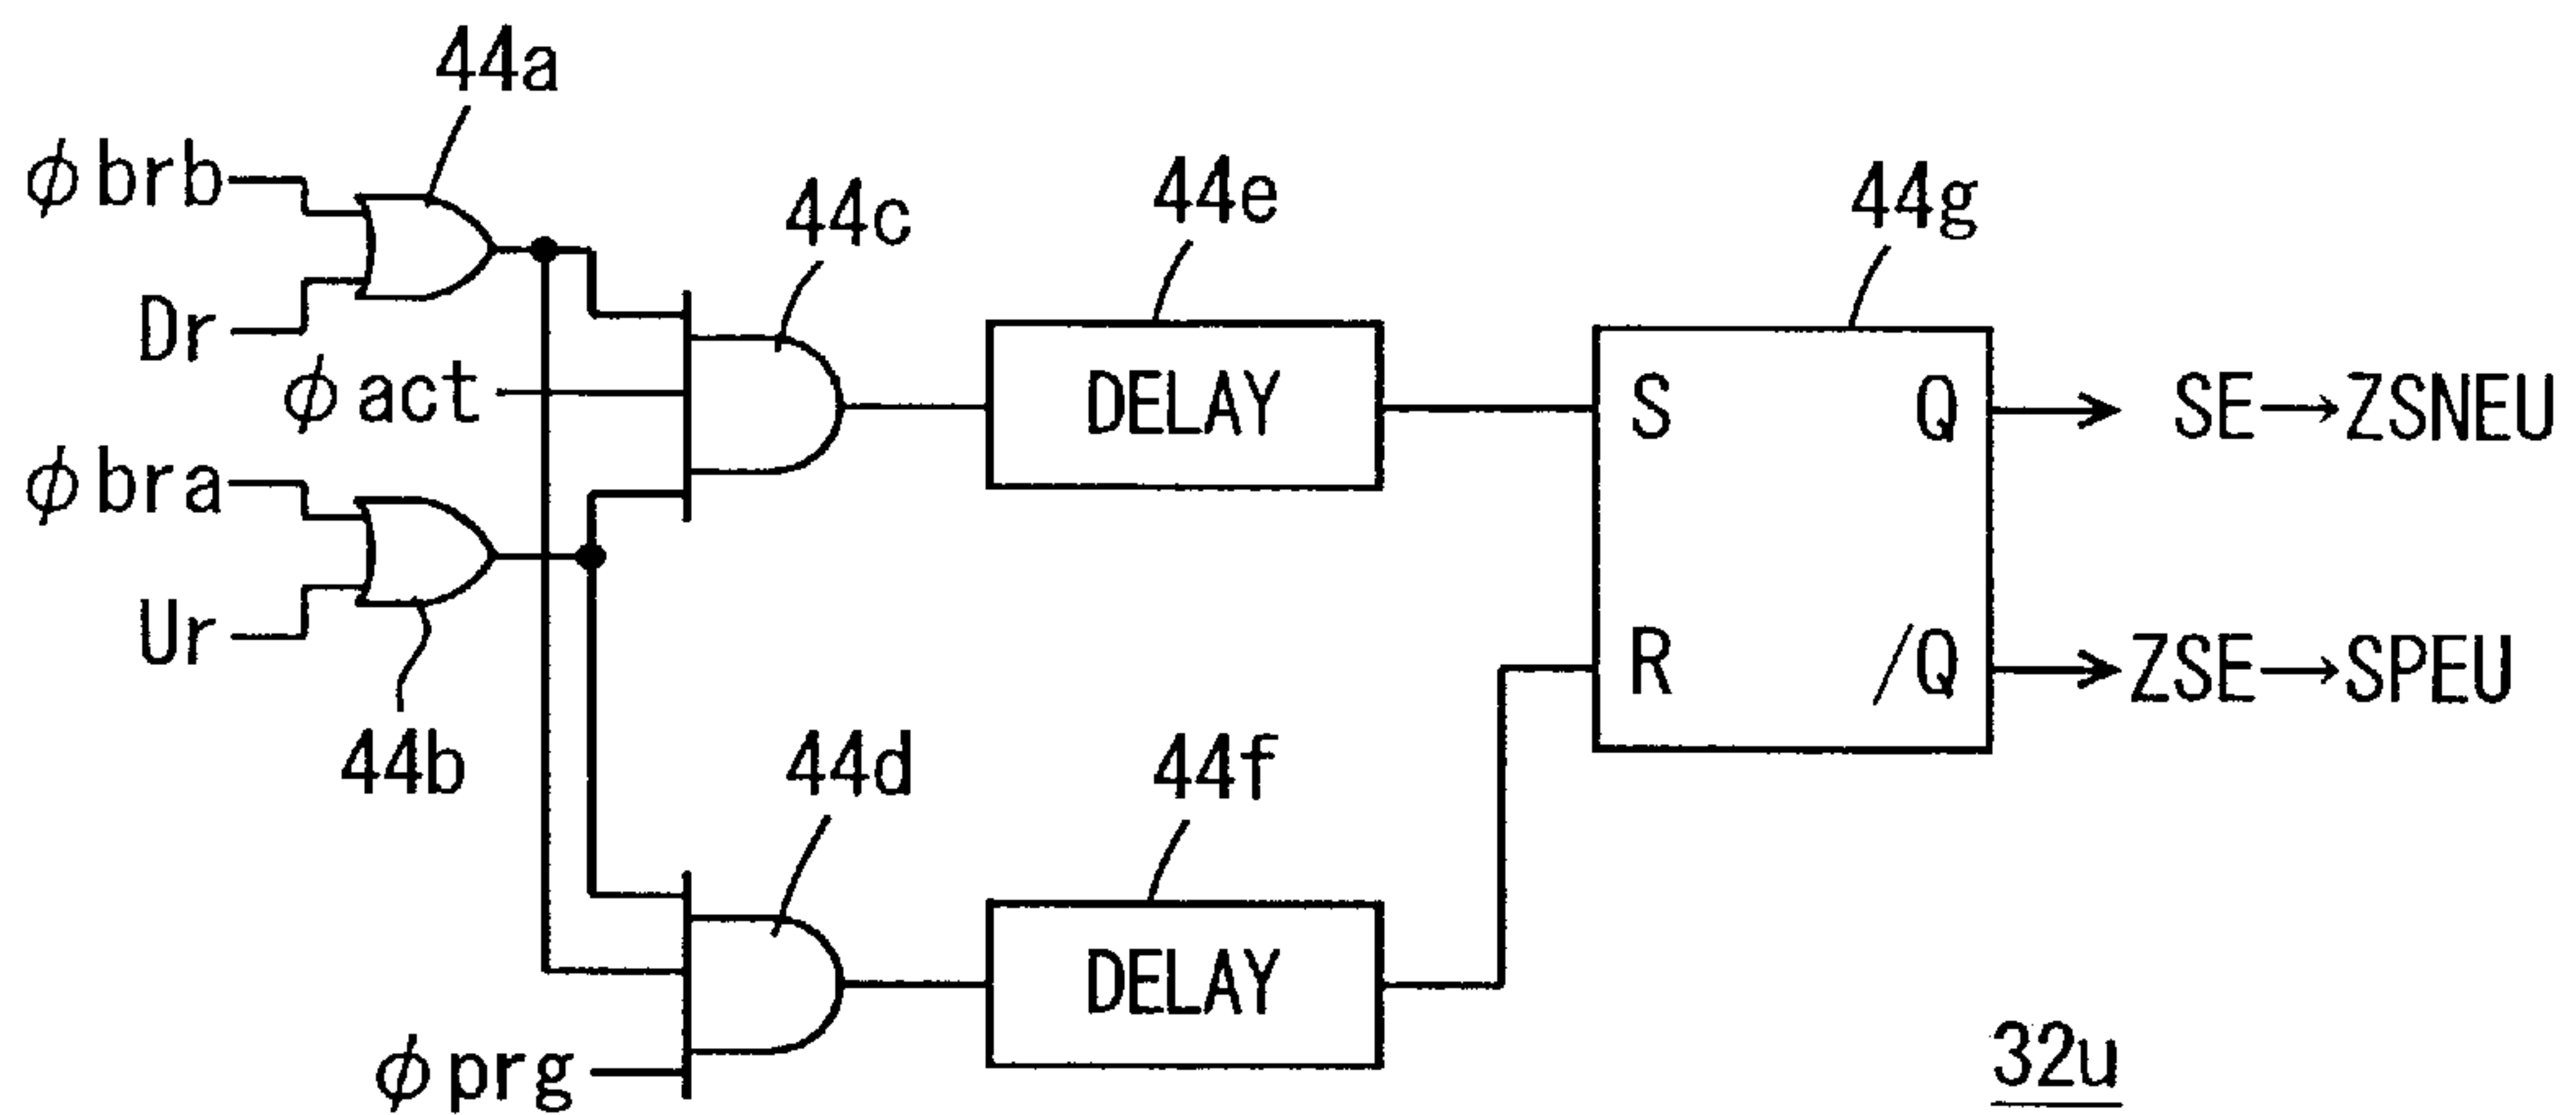 44a
φbrb
44c
44e
44g
Dr
φact
DELAY
S
Q
SE→ZSNEU
φbra
Ur
R
/Q
ZSE→SPEU
44b
44d
44f
DELAY
φprg
32u